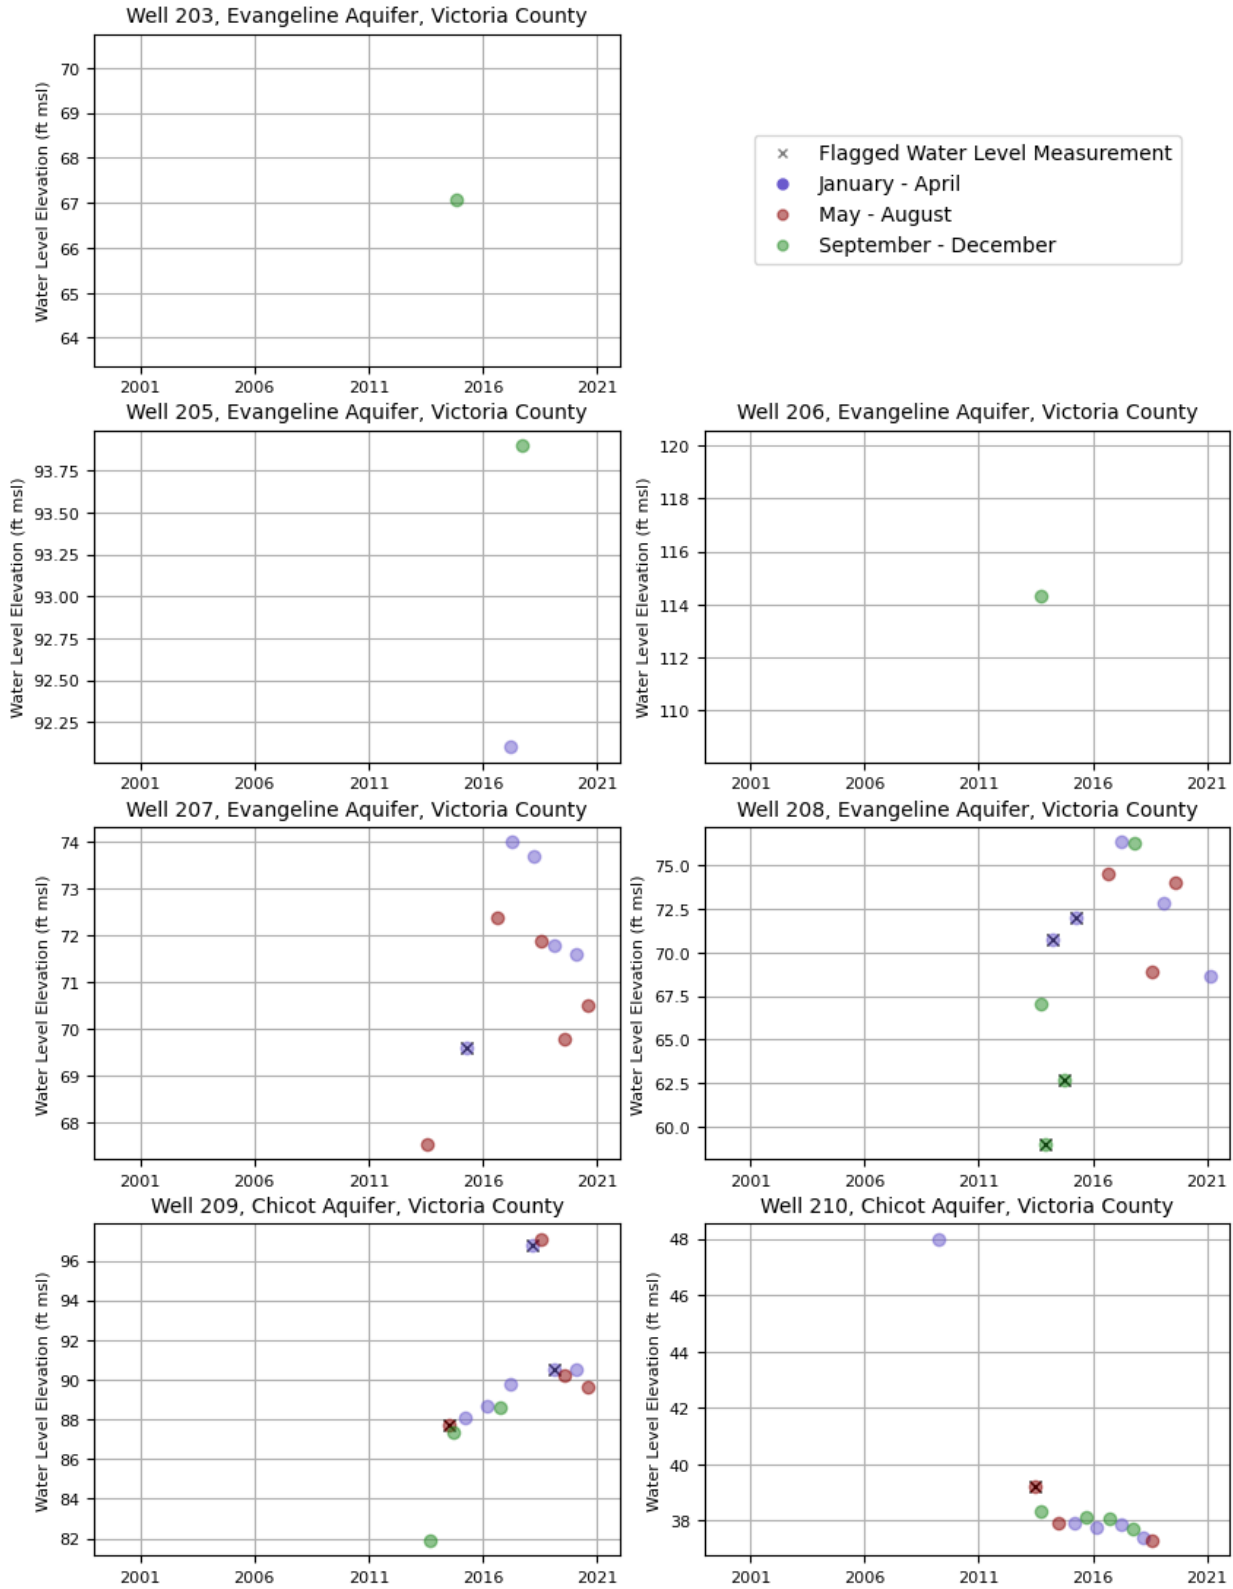 Well 203, Evangeline Aquifer, Victoria County
Water Level Elevation (ft msl)
70
69
68
67
66
65
64
2001 2006 2011 2016 2021
Flagged Water Level Measurement
January - April
May - August
September - December
Well 205, Evangeline Aquifer, Victoria County
Water Level Elevation (ft msl)
93.75
93.50
93.25
93.00
92.75
92.50
92.25
2001 2006 2011 2016 2021
Well 206, Evangeline Aquifer, Victoria County
Water Level Elevation (ft msl)
120
118
116
114
112
110
2001 2006 2011 2016 2021
Well 207, Evangeline Aquifer, Victoria County
Water Level Elevation (ft msl)
74
73
72
71
70
69
68
2001 2006 2011 2016 2021
Well 208, Evangeline Aquifer, Victoria County
Water Level Elevation (ft msl)
75.0
72.5
70.0
67.5
65.0
62.5
60.0
2001 2006 2011 2016 2021
Well 209, Chicot Aquifer, Victoria County
Water Level Elevation (ft msl)
96
94
92
90
88
86
84
82
2001 2006 2011 2016 2021
Well 210, Chicot Aquifer, Victoria County
Water Level Elevation (ft msl)
48
46
44
42
40
38
2001 2006 2011 2016 2021